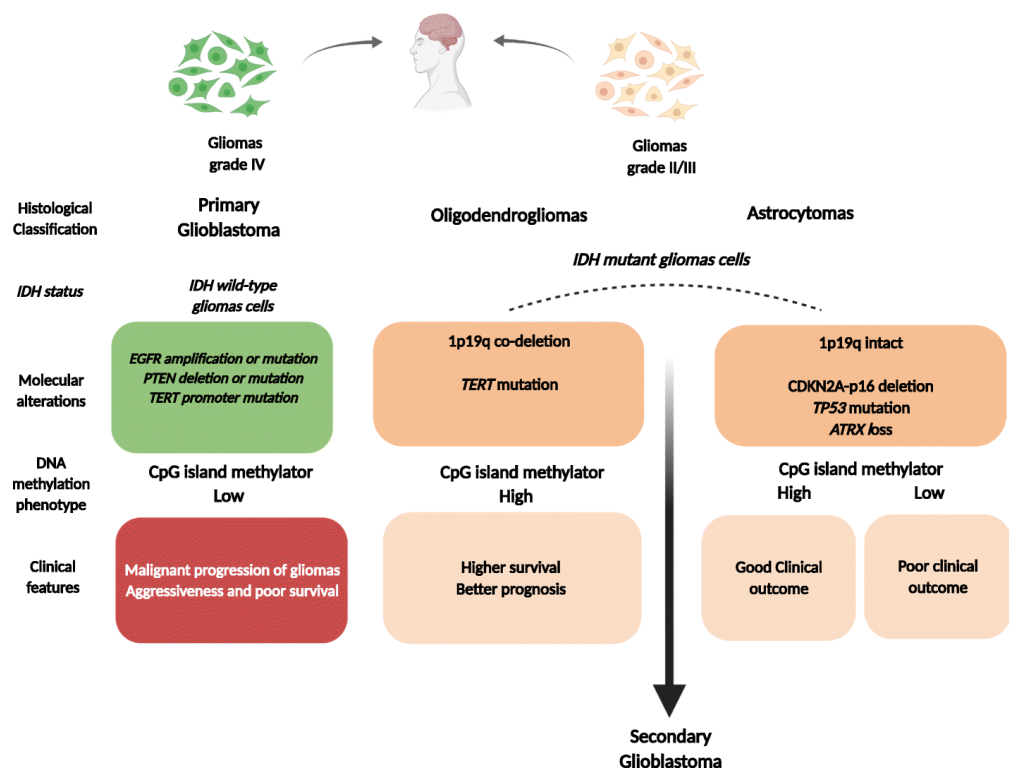 Gliomas
grade IV
Gliomas
grade II/III
Histological
Classification
Primary
Glioblastoma
Oligodendrogliomas
Astrocytomas
IDH mutant gliomas cells
IDH status
IDH wild-type
gliomas cells
Molecular
alterations
EGFR amplification or mutation
PTEN deletion or mutation
TERT promoter mutation
1p19q co-deletion
TERT mutation
1p19q intact
CDKN2A-p16 deletion
TP53 mutation
ATRX loss
DNA
methylation
phenotype
CpG island methylator
Low
CpG island methylator
High
CpG island methylator
High Low
Clinical
features
Malignant progression of gliomas
Aggressiveness and poor survival
Higher survival
Better prognosis
Good Clinical
outcome
Poor clinical
outcome
Secondary
Glioblastoma